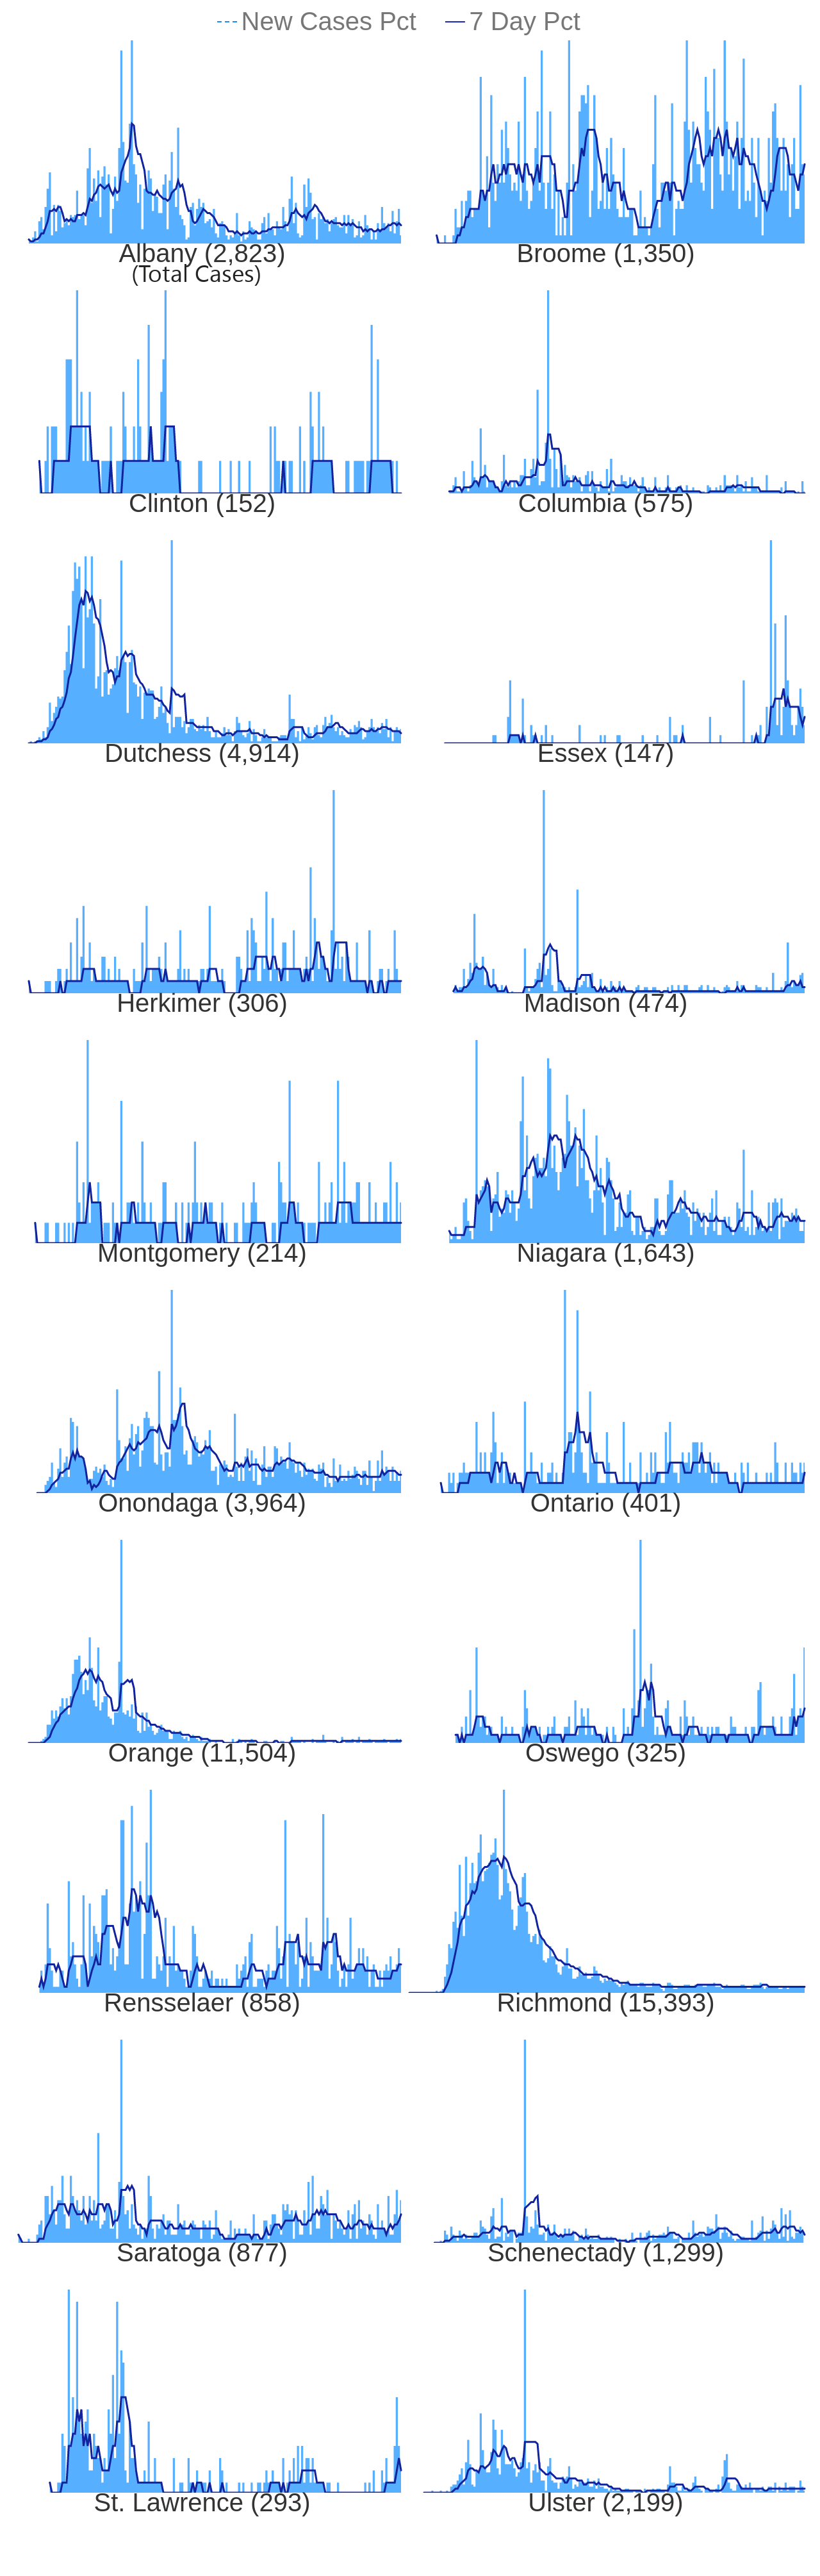 New Cases Pct 7 Day Pct
Albany (2,823) Broome (1,350)
(Total Cases)
Clinton (152) Columbia (575)
Dutchess (4,914) Essex (147)
Herkimer (306) Madison (474)
Montgomery (214) Niagara (1,643)
Onondaga (3,964) Ontario (401)
Orange (11,504) Oswego (325)
Rensselaer (858) Richmond (15,393)
Saratoga (877) Schenectady (1,299)
St. Lawrence (293) Ulster (2,199)